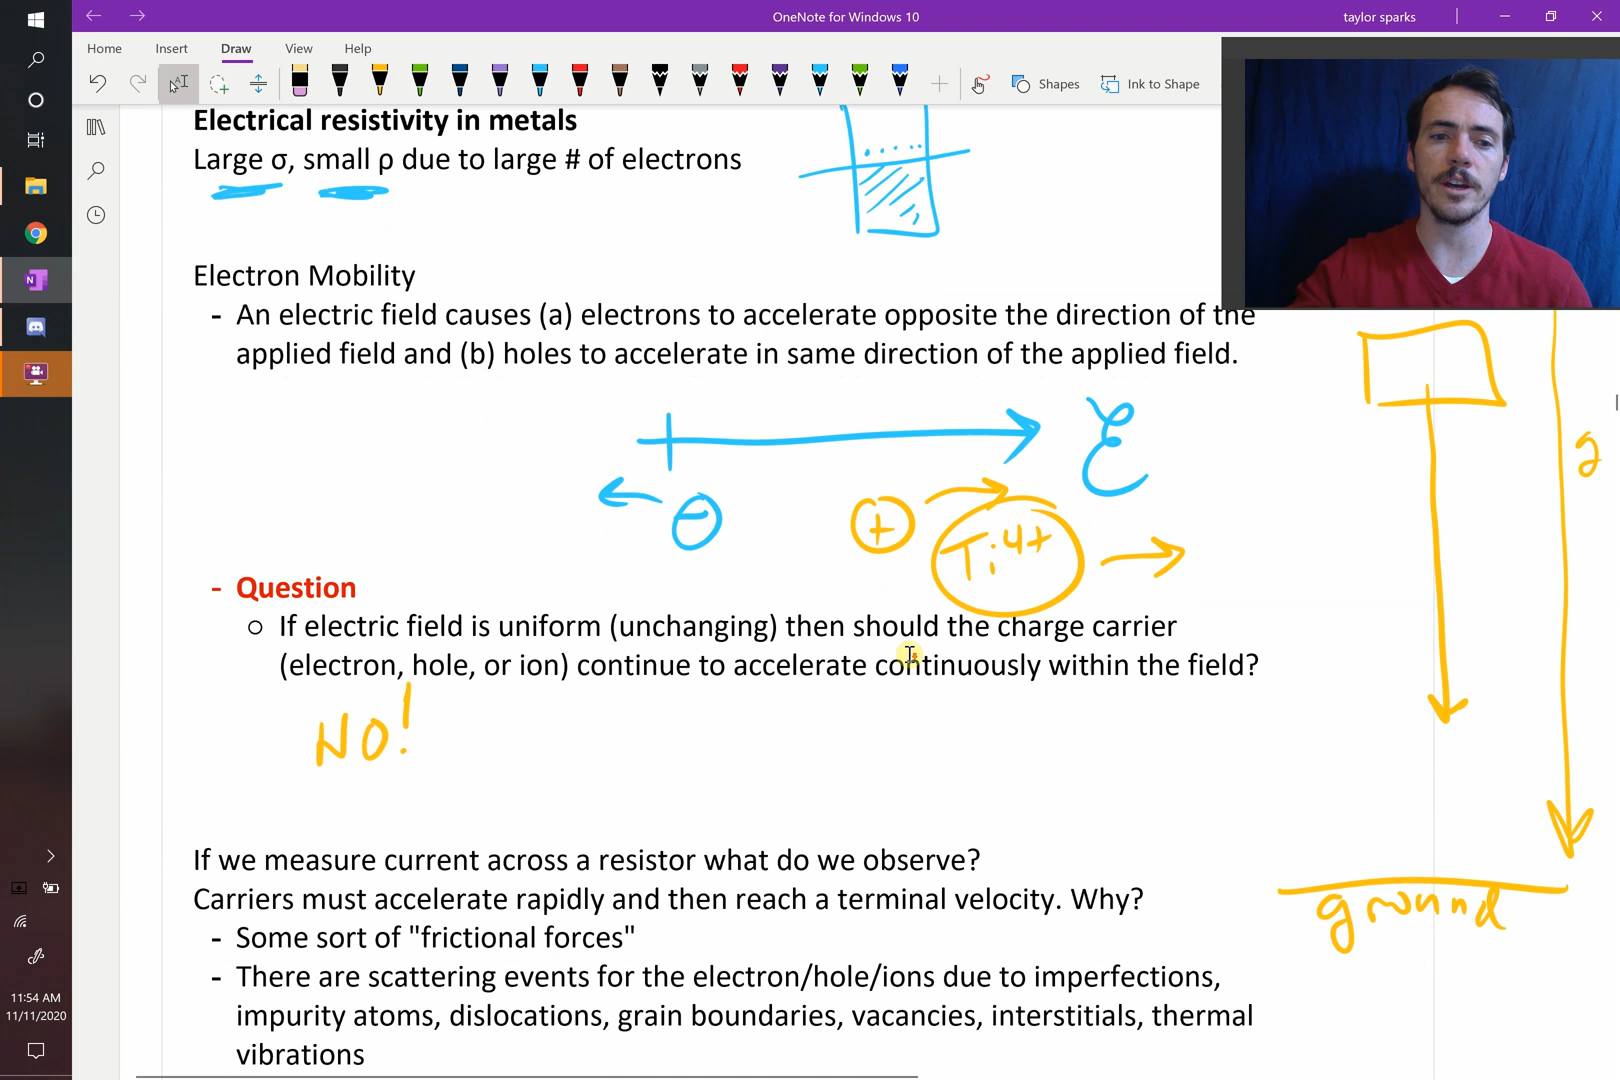 OneNote for Windows 10
taylor sparks
Home Insert Draw View Help
Shapes
Ink to Shape
Electrical resistivity in metals
Large σ, small ρ due to large # of electrons
Electron Mobility
- An electric field causes (a) electrons to accelerate opposite the direction of the
applied field and (b) holes to accelerate in same direction of the applied field.
ℰ
−
+
Ti⁴⁺
- Question
○ If electric field is uniform (unchanging) then should the charge carrier
(electron, hole, or ion) continue to accelerate continuously within the field?
NO!
ground
If we measure current across a resistor what do we observe?
Carriers must accelerate rapidly and then reach a terminal velocity. Why?
- Some sort of "frictional forces"
- There are scattering events for the electron/hole/ions due to imperfections,
impurity atoms, dislocations, grain boundaries, vacancies, interstitials, thermal
vibrations
11:54 AM
11/11/2020